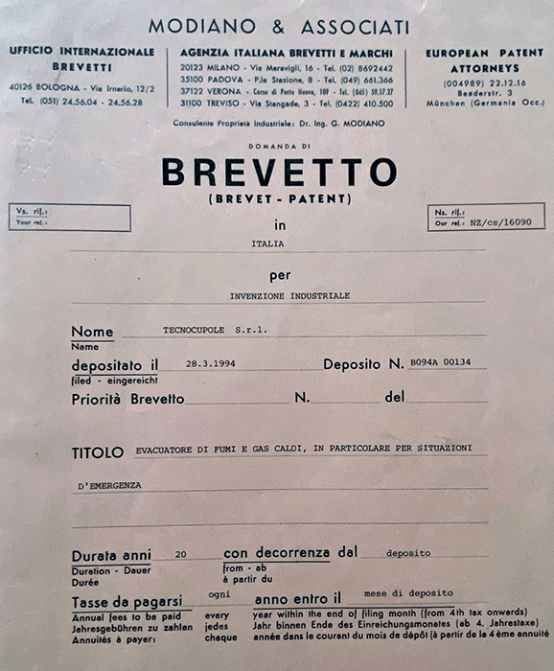 MODIANO & ASSOCIATI
UFFICIO INTERNAZIONALE
BREVETTI
40126 BOLOGNA - Via Irnerio, 12/2
Tel. (051) 24.56.04 - 24.56.28
AGENZIA ITALIANA BREVETTI E MARCHI
20123 MILANO - Via Meravigli, 16 - Tel. (02) 8692442
35100 PADOVA - P.le Stazione, 8 - Tel. (049) 661.366
37122 VERONA - Corso di Porta Nuova, 109 - Tel. (045) 59.17.37
31100 TREVISO - Via Stangade, 3 - Tel. (0422) 410.500
EUROPEAN PATENT
ATTORNEYS
(004989) 22.12.16
Baaderstr. 3
München (Germania Occ.)
Consulente Proprietà Industriale: Dr. Ing. G. MODIANO
DOMANDA DI
BREVETTO
(BREVET - PATENT)
Vs. rif.:
Your ref.:
Ns. rif.:
Our ref.: NZ/cs/16090
in
ITALIA
per
INVENZIONE INDUSTRIALE
Nome TECNOCUPOLE S.r.l.
Name
depositato il 28.3.1994 Deposito N. BO94A 00134
filed - eingereicht
Priorità Brevetto N. del
TITOLO EVACUATORE DI FUMI E GAS CALDI, IN PARTICOLARE PER SITUAZIONI
D'EMERGENZA
Durata anni 20 con decorrenza dal deposito
Duration - Dauer from - ab
Durée à partir du
Tasse da pagarsi ogni anno entro il mese di deposito
Annual fees to be paid every year within the end of filing month (from 4th tax onwards)
Jahresgebühren zu zahlen jedes Jahr binnen Ende des Einreichungsmonates (ab 4. Jahrestaxe)
Annuités à payer: chaque année dans le courant du mois de dépôt (à partir de la 4 ème annuité